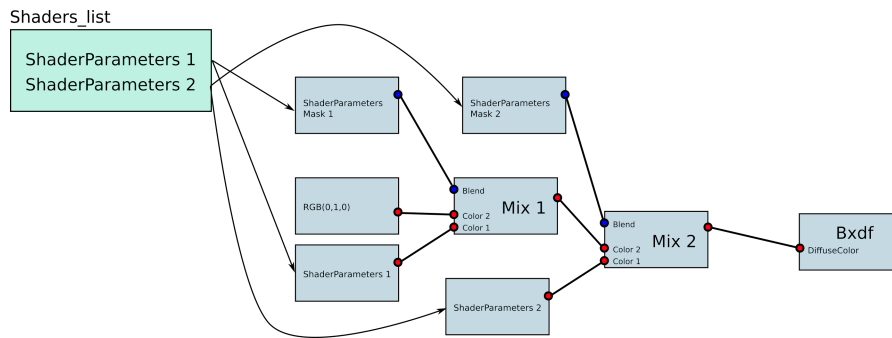 Shaders_list
ShaderParameters 1
ShaderParameters 2
ShaderParameters
Mask 1
ShaderParameters
Mask 2
RGB(0,1,0)
Blend
Mix 1
Color 2
Color 1
ShaderParameters 1
Blend
Mix 2
Color 2
Color 1
Bxdf
DiffuseColor
ShaderParameters 2